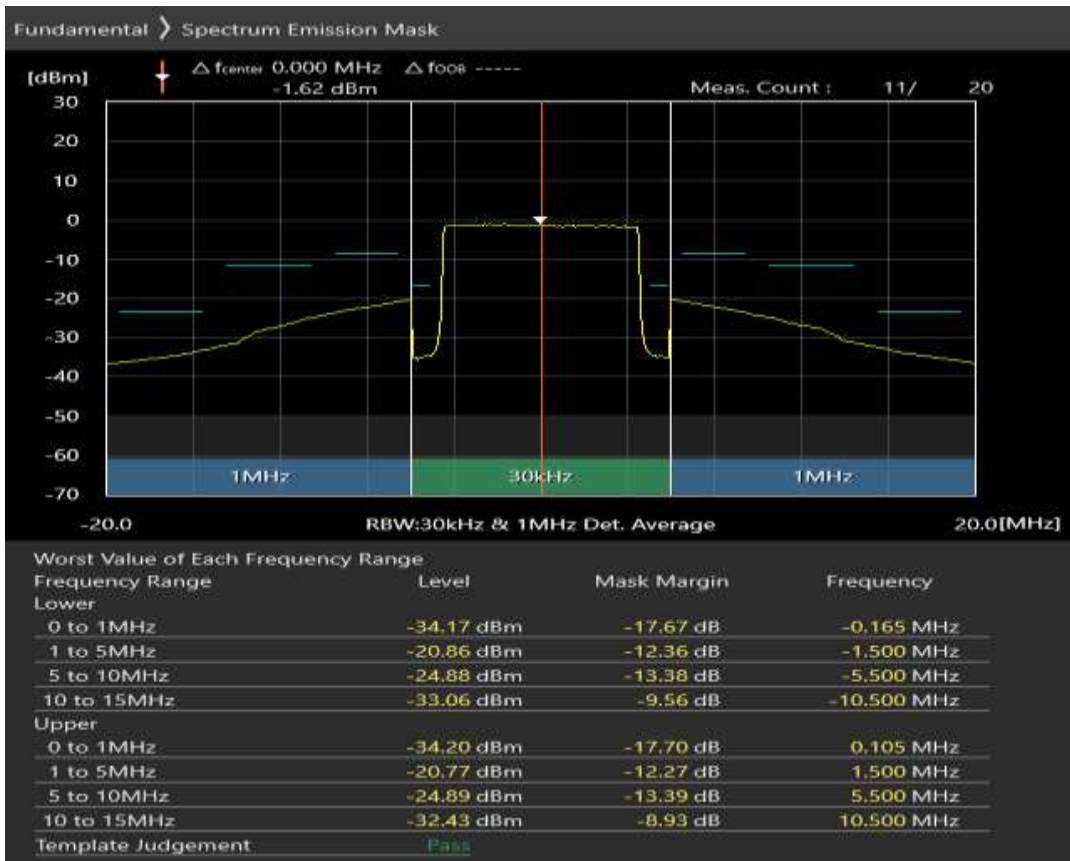 Fundamental 〉 Spectrum Emission Mask
[dBm] △ fcenter 0.000 MHz △ fOOB -----
-1.62 dBm Meas. Count : 11/ 20
30
20
10
0
-10
-20
-30
-40
-50
-60
-70
1MHz 30kHz 1MHz
-20.0 RBW:30kHz & 1MHz Det. Average 20.0[MHz]
Worst Value of Each Frequency Range
Frequency Range Level Mask Margin Frequency
Lower
0 to 1MHz -34.17 dBm -17.67 dB -0.165 MHz
1 to 5MHz -20.86 dBm -12.36 dB -1.500 MHz
5 to 10MHz -24.88 dBm -13.38 dB -5.500 MHz
10 to 15MHz -33.06 dBm -9.56 dB -10.500 MHz
Upper
0 to 1MHz -34.20 dBm -17.70 dB 0.105 MHz
1 to 5MHz -20.77 dBm -12.27 dB 1.500 MHz
5 to 10MHz -24.89 dBm -13.39 dB 5.500 MHz
10 to 15MHz -32.43 dBm -8.93 dB 10.500 MHz
Template Judgement Pass